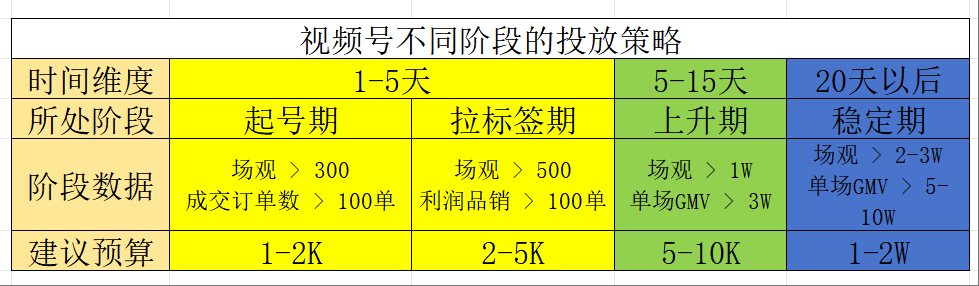 视频号不同阶段的投放策略
时间维度 1-5天 5-15天 20天以后
所处阶段 起号期 拉标签期 上升期 稳定期
阶段数据
场观 > 300
成交订单数 > 100单
场观 > 500
利润品销 > 100单
场观 > 1W
单场GMV > 3W
场观 > 2-3W
单场GMV > 5-
10W
建议预算 1-2K 2-5K 5-10K 1-2W